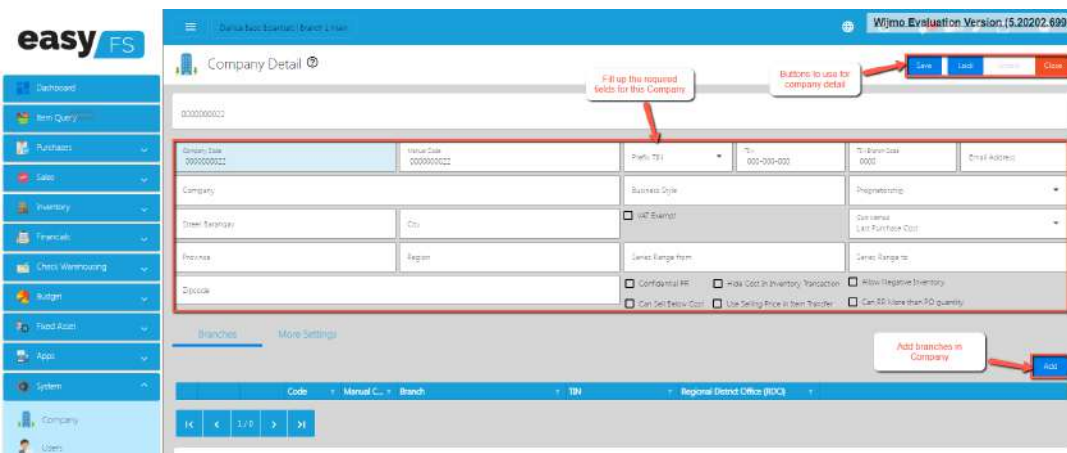 easy FS
Wijmo Evaluation Version (5.20202.699
Company Detail
Save Lock Close
Fill up the required
fields for this Company
Buttons to use for
company detail
0000000022
Company Code
0000000022
Manual Code
0000000022
Prefix TIN
TIN
000-000-000
TIN Branch Code
0000
Email Address
Company
Business Style
Proprietorship
Street Barangay
City
VAT Exempt
Cost Method
Last Purchase Cost
Province
Region
Series Range from
Series Range to
Zipcode
Confidential RR
Hide Cost in Inventory Transaction
Allow Negative Inventory
Can Sell Below Cost
Use Selling Price in Item Transfer
Can RR More than PO quantity
Branches More Settings
Add branches in
Company
Add
Code Manual C... Branch TIN Regional District Office (RDO)
1 / 0
Dashboard
Item Query
Purchases
Sales
Inventory
Financials
Check Warehousing
Budget
Fixed Asset
Apps
System
Company
Users